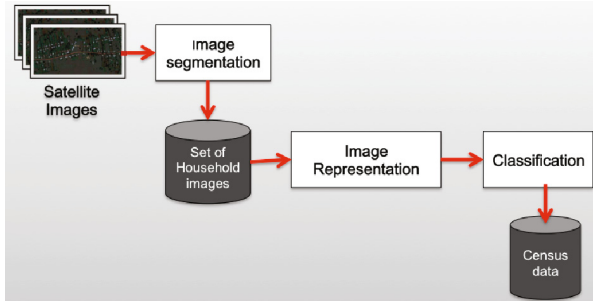 Satellite
Images
Image
segmentation
Set of
Household
images
Image
Representation
Classification
Census
data